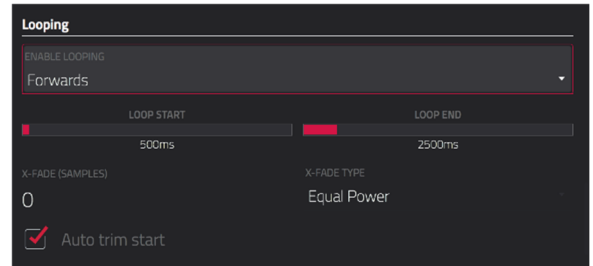 Looping
ENABLE LOOPING
Forwards
LOOP START LOOP END
500ms 2500ms
X-FADE (SAMPLES) X-FADE TYPE
0 Equal Power
Auto trim start